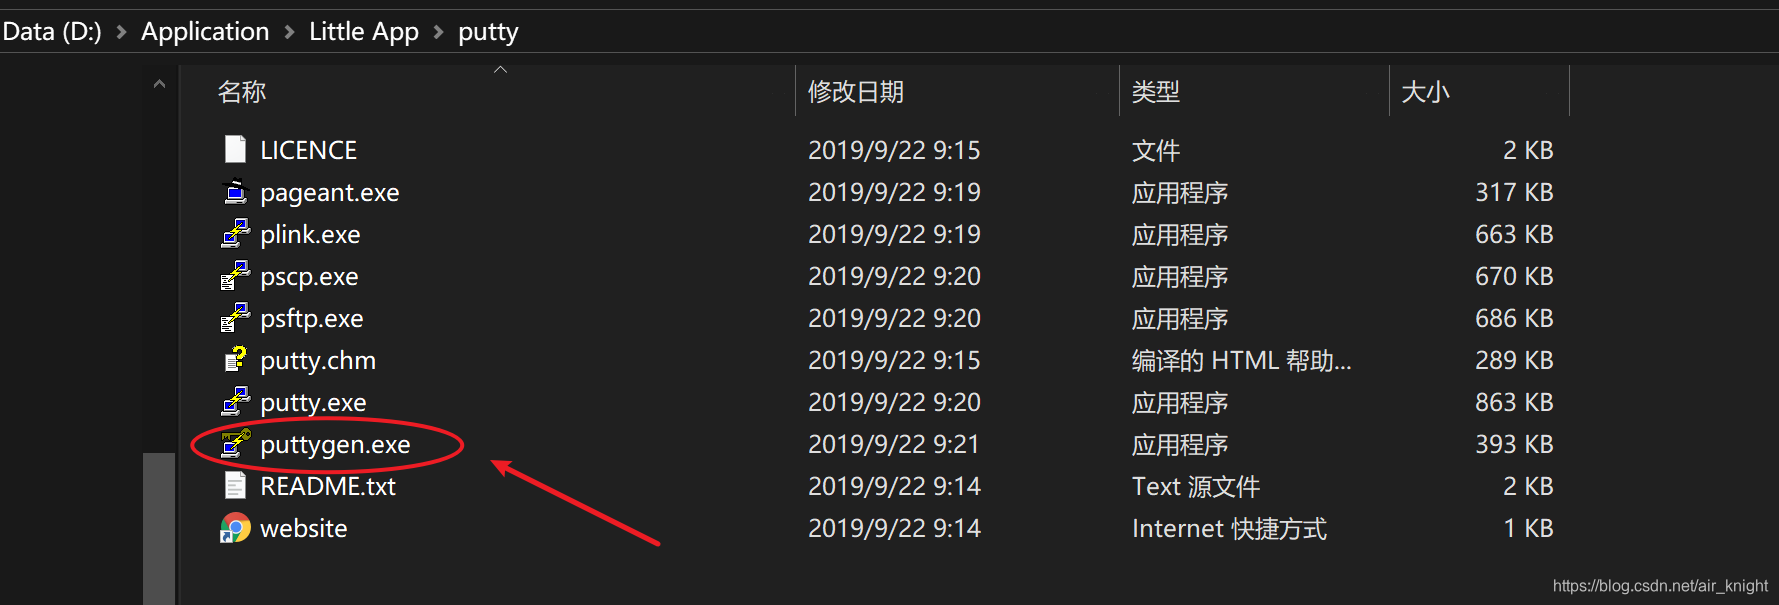 Data (D:) > Application > Little App > putty
名称 修改日期 类型 大小
LICENCE 2019/9/22 9:15 文件 2 KB
pageant.exe 2019/9/22 9:19 应用程序 317 KB
plink.exe 2019/9/22 9:19 应用程序 663 KB
pscp.exe 2019/9/22 9:20 应用程序 670 KB
psftp.exe 2019/9/22 9:20 应用程序 686 KB
putty.chm 2019/9/22 9:15 编译的 HTML 帮助... 289 KB
putty.exe 2019/9/22 9:20 应用程序 863 KB
puttygen.exe 2019/9/22 9:21 应用程序 393 KB
README.txt 2019/9/22 9:14 Text 源文件 2 KB
website 2019/9/22 9:14 Internet 快捷方式 1 KB
https://blog.csdn.net/air_knight